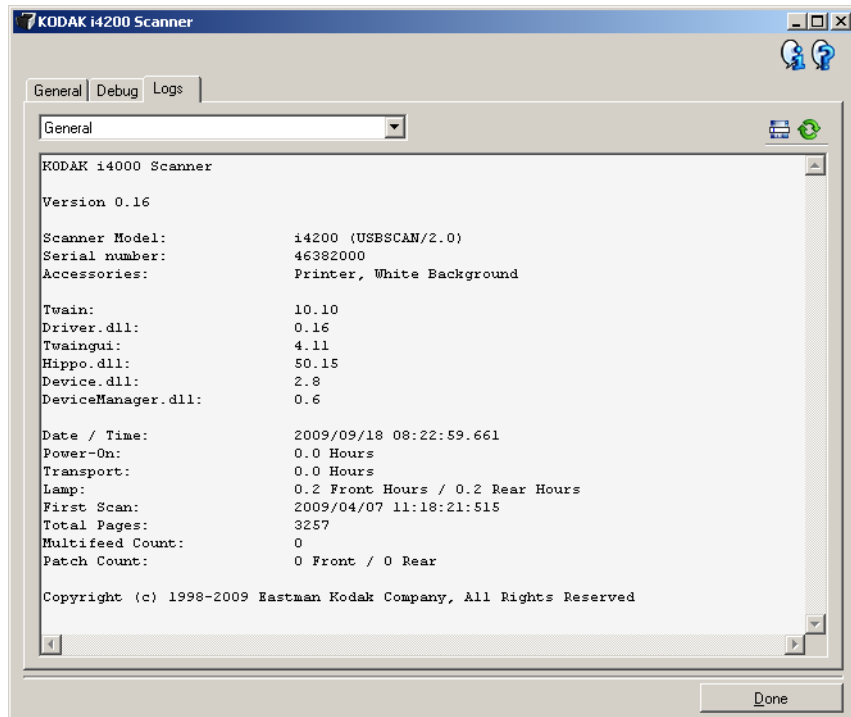 KODAK i4200 Scanner
General Debug Logs
General
KODAK i4000 Scanner
Version 0.16
Scanner Model: i4200 (USBSCAN/2.0)
Serial number: 46382000
Accessories: Printer, White Background
Twain: 10.10
Driver.dll: 0.16
Twaingui: 4.11
Hippo.dll: 50.15
Device.dll: 2.8
DeviceManager.dll: 0.6
Date / Time: 2009/09/18 08:22:59.661
Power-On: 0.0 Hours
Transport: 0.0 Hours
Lamp: 0.2 Front Hours / 0.2 Rear Hours
First Scan: 2009/04/07 11:18:21:515
Total Pages: 3257
Multifeed Count: 0
Patch Count: 0 Front / 0 Rear
Copyright (c) 1998-2009 Eastman Kodak Company, All Rights Reserved
Done